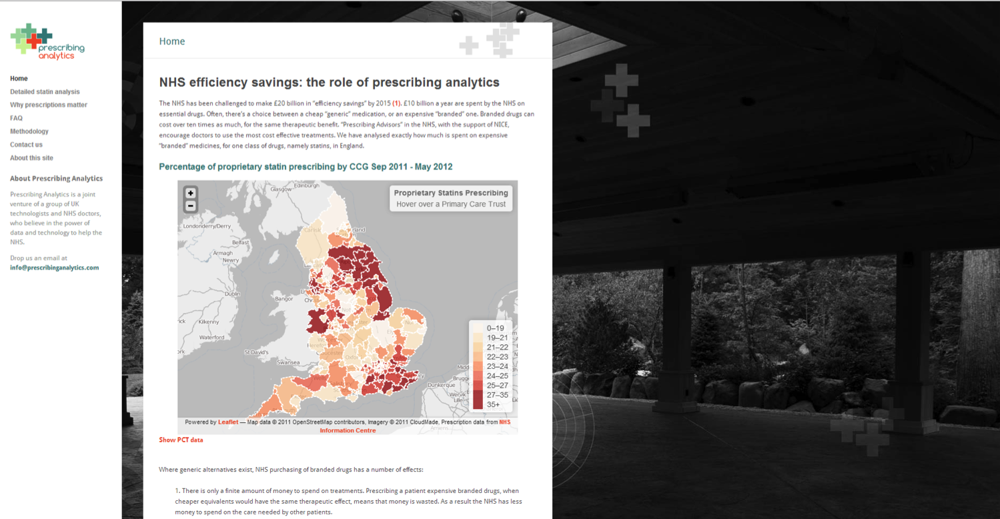 prescribing
analytics
Home
Detailed statin analysis
Why prescriptions matter
FAQ
Methodology
Contact us
About this site
About Prescribing Analytics
Prescribing Analytics is a joint
venture of a group of UK
technologists and NHS doctors,
who believe in the power of
data and technology to help the
NHS.
Drop us an email at
info@prescribinganalytics.com
Home
NHS efficiency savings: the role of prescribing analytics
The NHS has been challenged to make £20 billion in "efficiency savings" by 2015 (1). £10 billion a year are spent by the NHS on
essential drugs. Often, there's a choice between a cheap "generic" medication, or an expensive "branded" one. Branded drugs can
cost over ten times as much, for the same therapeutic benefit. "Prescribing Advisors" in the NHS, with the support of NICE,
encourage doctors to use the most cost effective treatments. We have analysed exactly how much is spent on expensive
"branded" medicines, for one class of drugs, namely statins, in England.
Percentage of proprietary statin prescribing by CCG Sep 2011 - May 2012
+
−
Proprietary Statins Prescribing
Hover over a Primary Care Trust
Glasgow
Edinburgh
Londonderry/Derry
Belfast
Armagh
Newry
Dublin
Bangor
Kilkenny
Waterford
St David's
Swansea
Dunkerque
Wervik
Lille
Amiens
0–19
19–21
21–22
22–23
23–24
24–25
25–27
27–35
35+
Powered by Leaflet — Map data © 2011 OpenStreetMap contributors, Imagery © 2011 CloudMade, Prescription data from NHS
Information Centre
Show PCT data
Where generic alternatives exist, NHS purchasing of branded drugs has a number of effects:
1. There is only a finite amount of money to spend on treatments. Prescribing a patient expensive branded drugs, when
cheaper equivalents would have the same therapeutic effect, means that money is wasted. As a result the NHS has less
money to spend on the care needed by other patients.